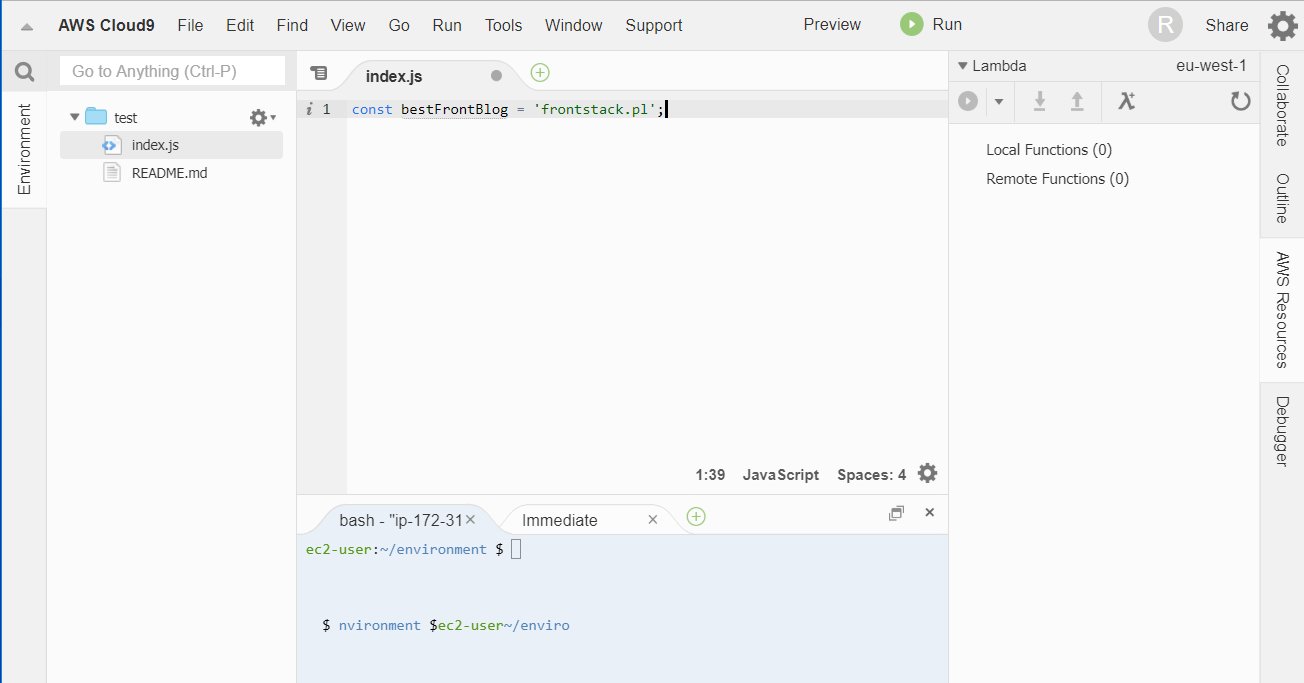 AWS Cloud9 File Edit Find View Go Run Tools Window Support Preview Run R Share
Go to Anything (Ctrl-P)
Environment
test
index.js
README.md
index.js
i 1 const bestFrontBlog = 'frontstack.pl';
1:39 JavaScript Spaces: 4
bash - "ip-172-31 Immediate
ec2-user:~/environment $
$ nvironment $ec2-user~/enviro
Lambda eu-west-1
Local Functions (0)
Remote Functions (0)
Collaborate
Outline
AWS Resources
Debugger